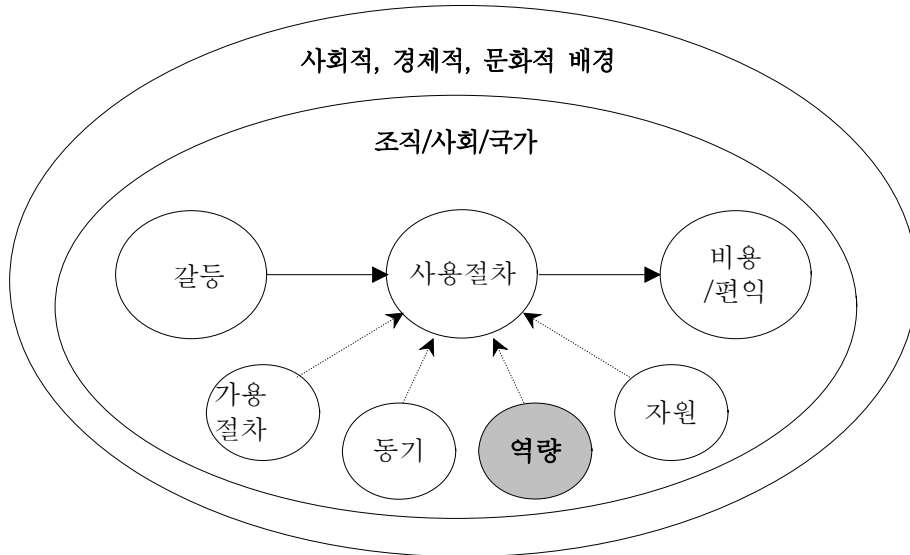 사회적, 경제적, 문화적 배경
조직/사회/국가
갈등
사용절차
비용
/편익
가용
절차
동기
역량
자원